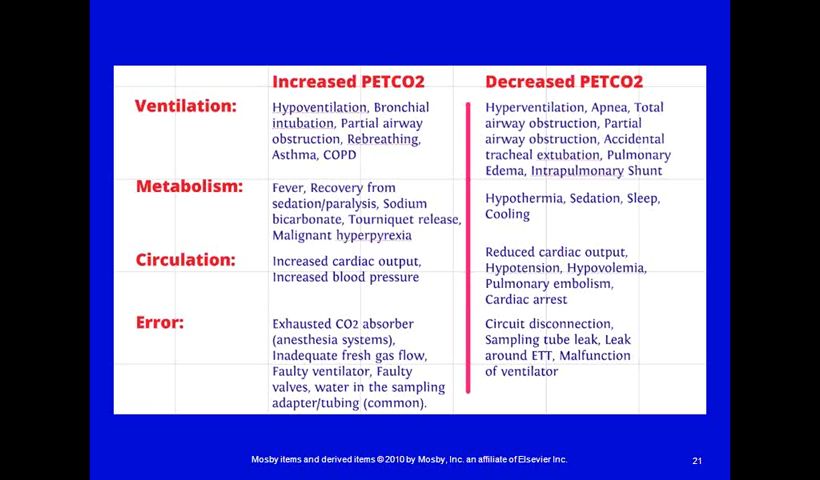 Increased PETCO2
Decreased PETCO2
Ventilation:
Hypoventilation, Bronchial
intubation, Partial airway
obstruction, Rebreathing,
Asthma, COPD
Hyperventilation, Apnea, Total
airway obstruction, Partial
airway obstruction, Accidental
tracheal extubation, Pulmonary
Edema, Intrapulmonary Shunt
Metabolism:
Fever, Recovery from
sedation/paralysis, Sodium
bicarbonate, Tourniquet release,
Malignant hyperpyrexia
Hypothermia, Sedation, Sleep,
Cooling
Circulation:
Increased cardiac output,
Increased blood pressure
Reduced cardiac output,
Hypotension, Hypovolemia,
Pulmonary embolism,
Cardiac arrest
Error:
Exhausted CO2 absorber
(anesthesia systems),
Inadequate fresh gas flow,
Faulty ventilator, Faulty
valves, water in the sampling
adapter/tubing (common).
Circuit disconnection,
Sampling tube leak, Leak
around ETT, Malfunction
of ventilator
Mosby items and derived items © 2010 by Mosby, Inc. an affiliate of Elsevier Inc.
21